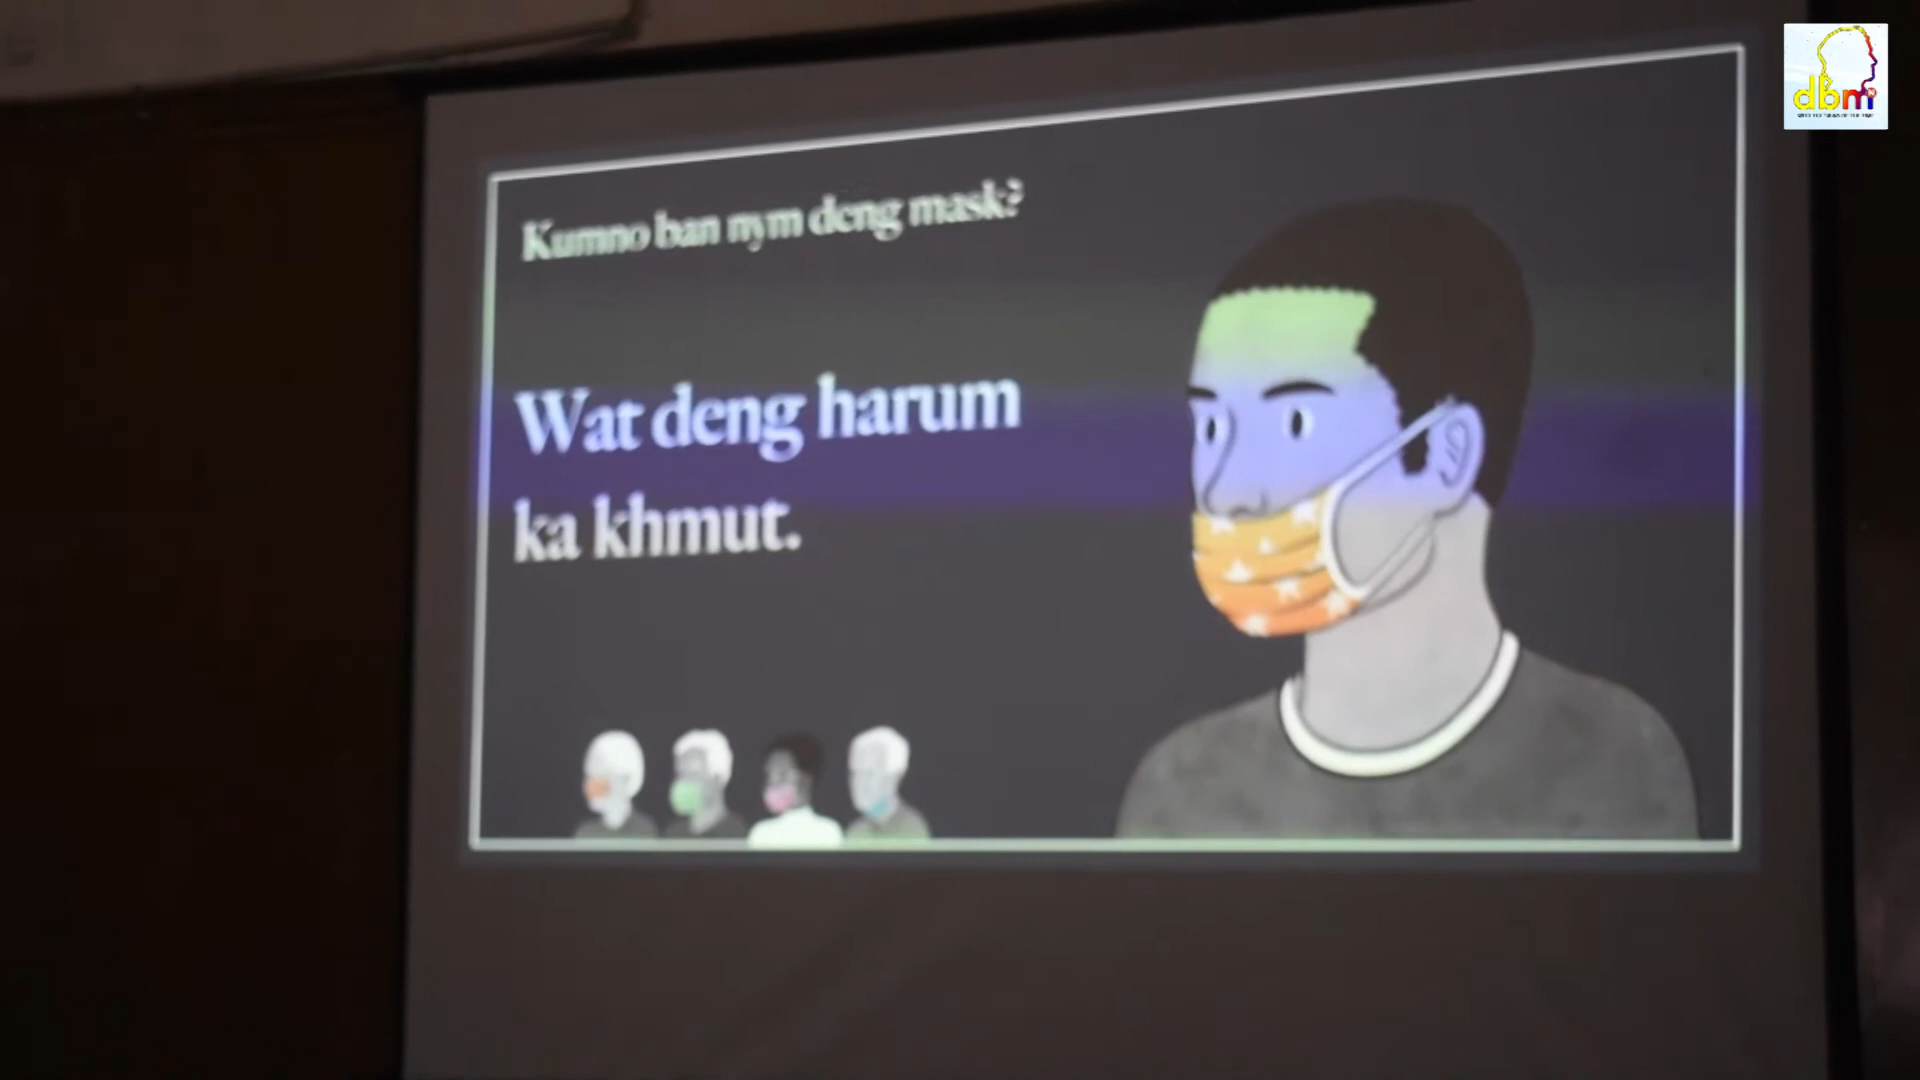 Kumno ban nym deng mask?
Wat deng harum
ka khmut.
dbm